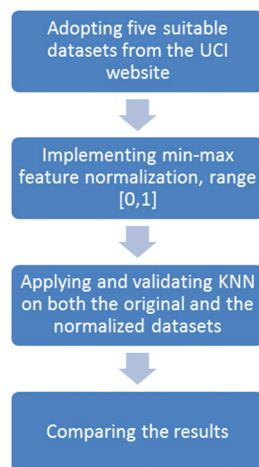 Adopting five suitable
datasets from the UCI
website
Implementing min-max
feature normalization, range
[0,1]
Applying and validating KNN
on both the original and the
normalized datasets
Comparing the results